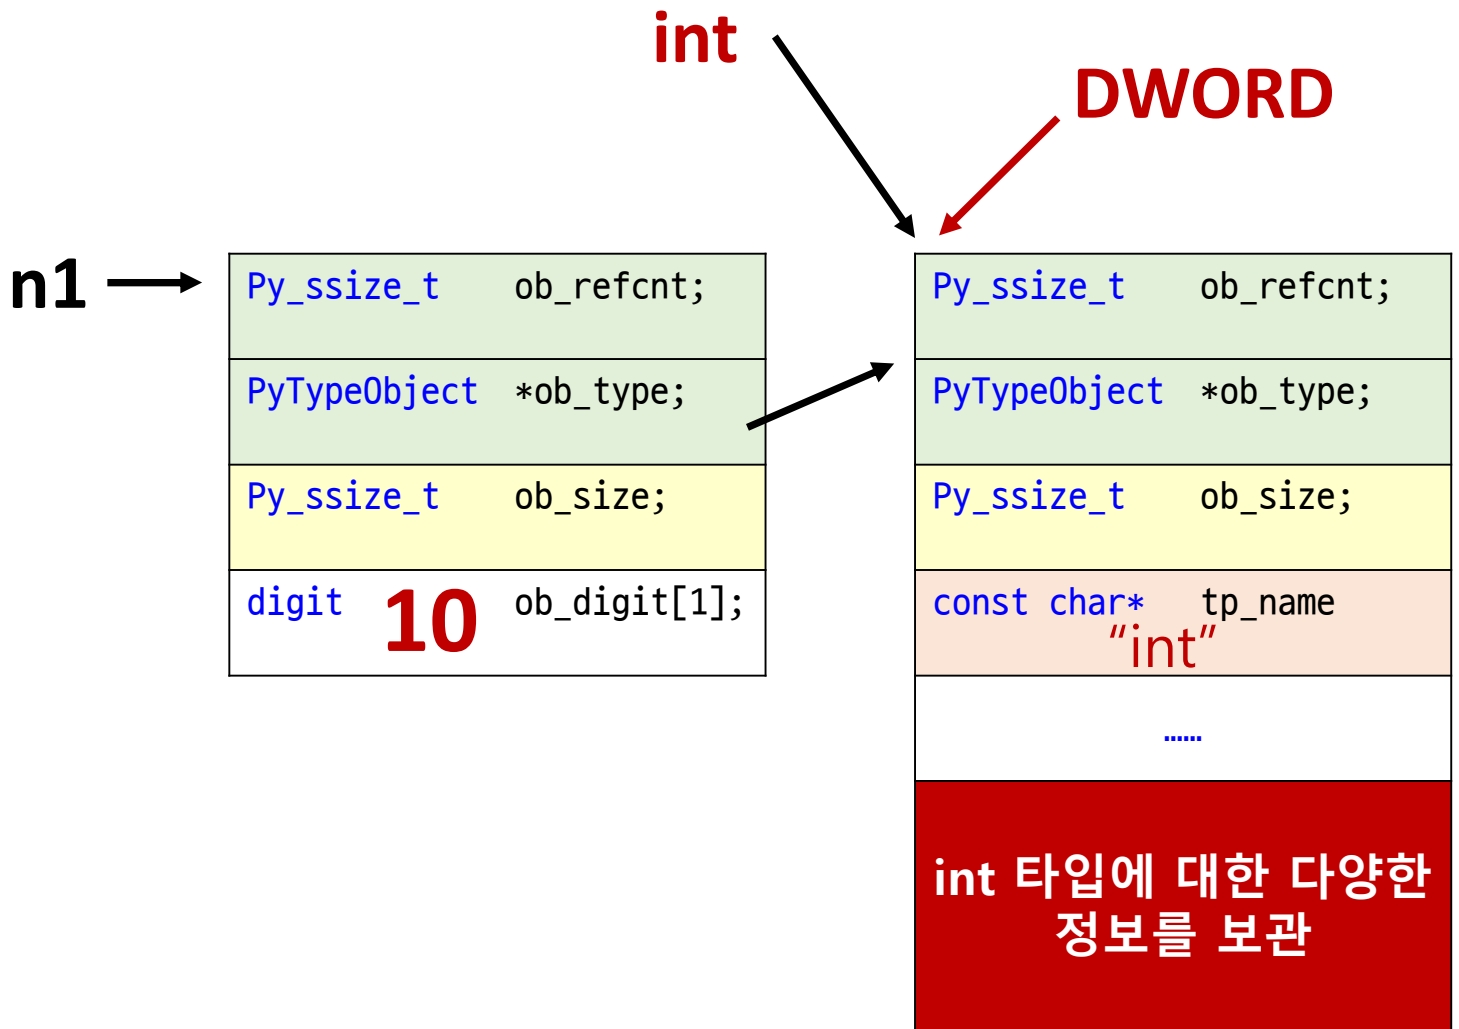 int
DWORD
n1
Py_ssize_t ob_refcnt;
PyTypeObject *ob_type;
Py_ssize_t ob_size;
digit 10 ob_digit[1];
Py_ssize_t ob_refcnt;
PyTypeObject *ob_type;
Py_ssize_t ob_size;
const char* tp_name
“int”
……
int 타입에 대한 다양한
정보를 보관